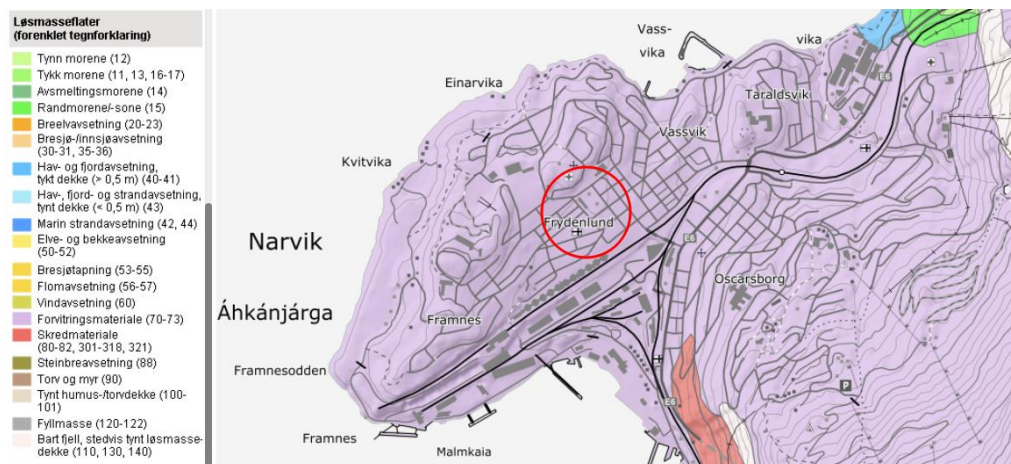 Løsmasseflater
(forenklet tegnforklaring)
Tynn morene (12)
Tykk morene (11, 13, 16-17)
Avsmeltingsmorene (14)
Randmorene/-sone (15)
Breelvavsetning (20-23)
Bresjø-/innsjøavsetning
(30-31, 35-36)
Hav- og fjordavsetning,
tykt dekke (> 0,5 m) (40-41)
Hav-, fjord- og strandavsetning,
tynt dekke (< 0,5 m) (43)
Marin strandavsetning (42, 44)
Elve- og bekkeavsetning
(50-52)
Bresjøtapning (53-55)
Flomavsetning (56-57)
Vindavsetning (60)
Forvitringsmateriale (70-73)
Skredmateriale
(80-82, 301-318, 321)
Steinbreavsetning (88)
Torv og myr (90)
Tynt humus-/torvdekke (100-
101)
Fyllmasse (120-122)
Bart fjell, stedvis tynt løsmasse-
dekke (110, 130, 140)
Vass-
vika
vika
Einarvika
E6
Taraldsvik
Vassvik
Kvitvika
Frydenlund
Narvik
E6
Oscarsborg
Áhkánjárga
Framnes
Framnesodden
P
E6
Framnes
Malmkaia